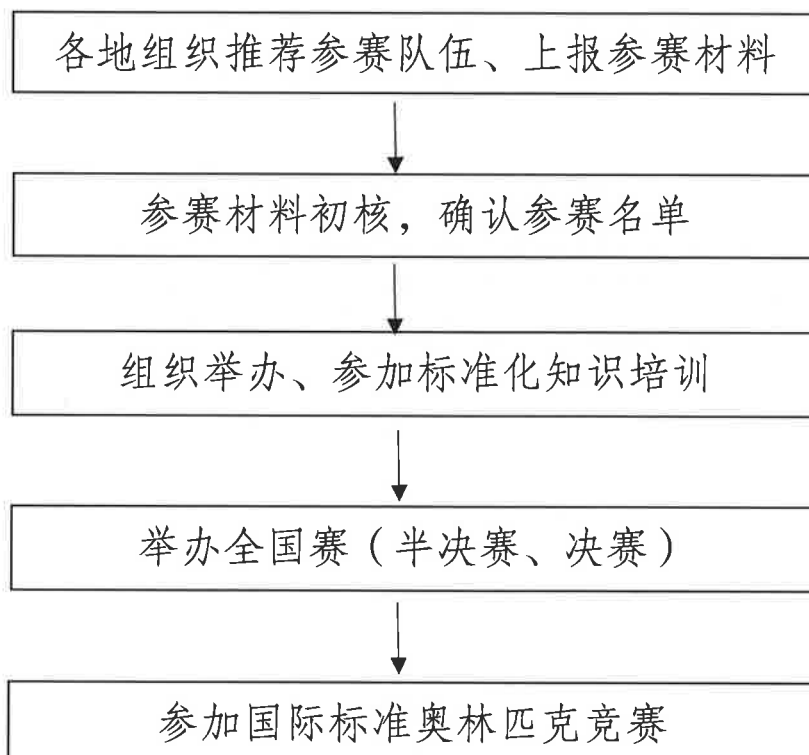 各地组织推荐参赛队伍、上报参赛材料
参赛材料初核，确认参赛名单
组织举办、参加标准化知识培训
举办全国赛（半决赛、决赛）
参加国际标准奥林匹克竞赛